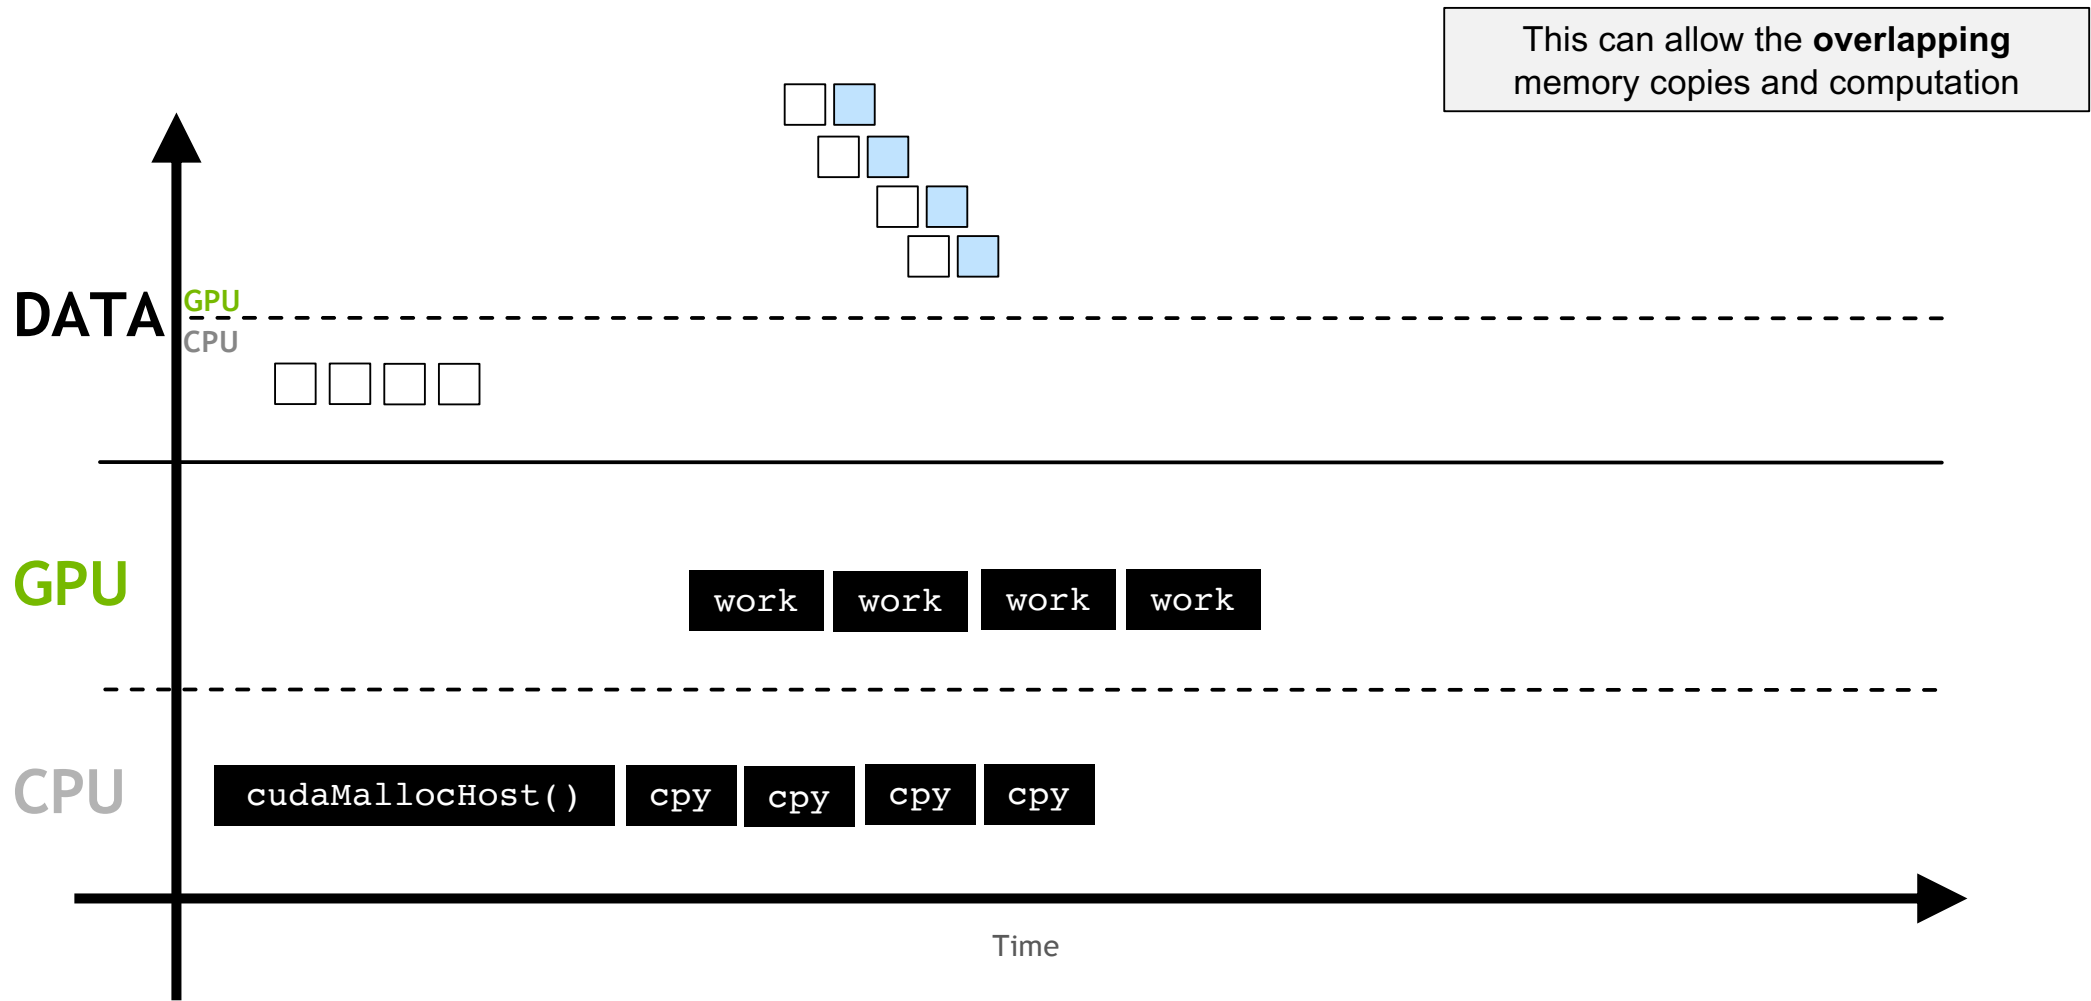 This can allow the overlapping
memory copies and computation
DATA
GPU
CPU
GPU
work work work work
CPU
cudaMallocHost() cpy cpy cpy cpy
Time